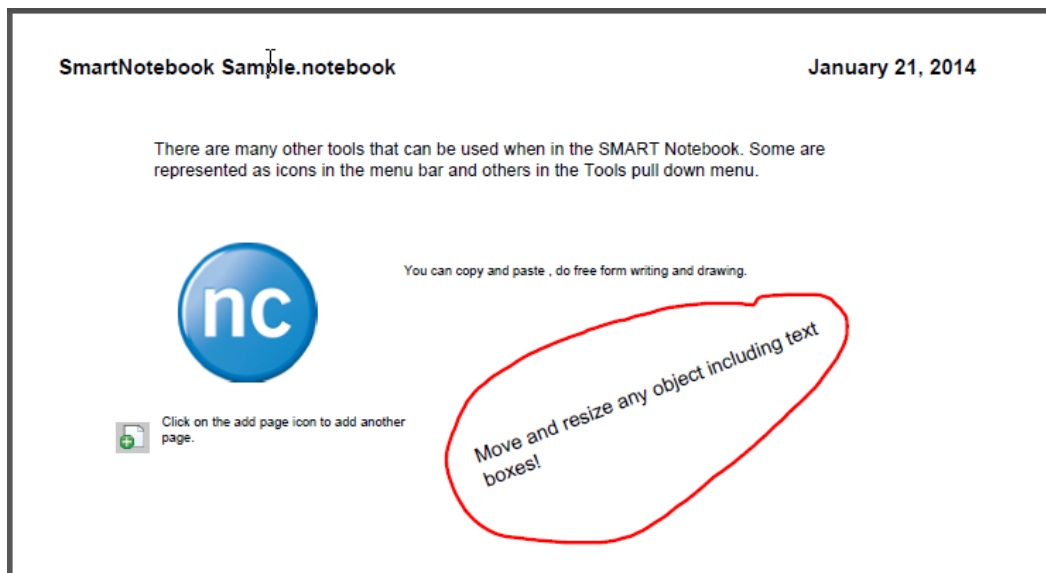 SmartNotebook Sample.notebook
January 21, 2014
There are many other tools that can be used when in the SMART Notebook. Some are
represented as icons in the menu bar and others in the Tools pull down menu.
nc
You can copy and paste , do free form writing and drawing.
Move and resize any object including text
boxes!
Click on the add page icon to add another
page.